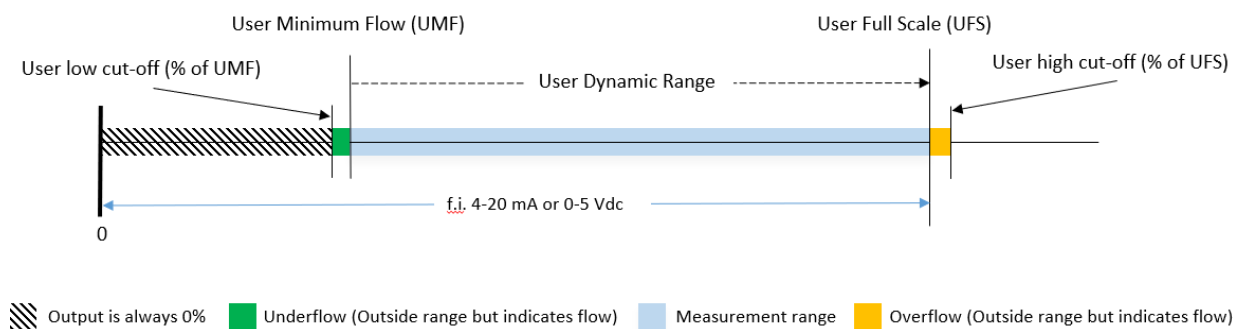 User Minimum Flow (UMF)
User Full Scale (UFS)
User low cut-off (% of UMF)
User Dynamic Range
User high cut-off (% of UFS)
f.i. 4-20 mA or 0-5 Vdc
0
Output is always 0%
Underflow (Outside range but indicates flow)
Measurement range
Overflow (Outside range but indicates flow)